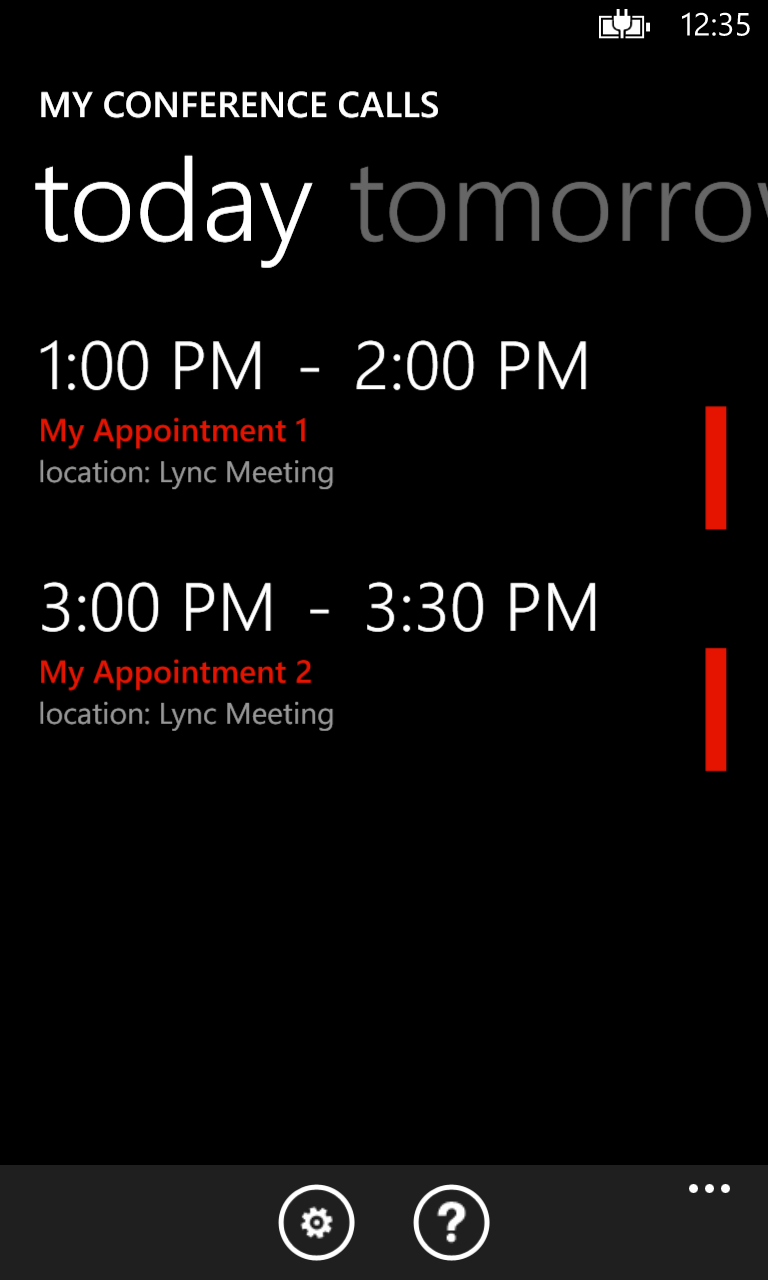 12:35
MY CONFERENCE CALLS
today tomorrow
1:00 PM - 2:00 PM
My Appointment 1
location: Lync Meeting
3:00 PM - 3:30 PM
My Appointment 2
location: Lync Meeting
?